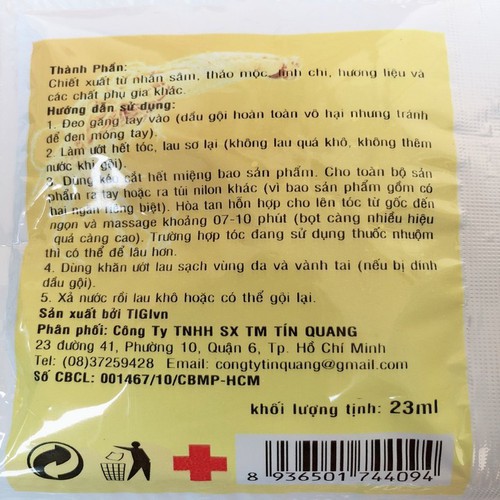 Thành Phần:
Chiết xuất từ nhân sâm, thảo mộc, linh chi, hương liệu và
các chất phụ gia khác.
Hướng dẫn sử dụng:
1. Đeo găng tay vào (dầu gội hoàn toàn vô hại nhưng tránh
để đen móng tay).
2. Làm ướt hết tóc, lau sơ lại (không lau quá khô, không thêm
nước khi gội).
3. Dùng kéo cắt hết miệng bao sản phẩm. Cho toàn bộ sản
phẩm ra tay hoặc ra túi nilon khác (vì bao sản phẩm gồm có
hai ngăn riêng biệt). Hòa tan hỗn hợp cho lên tóc từ gốc đến
ngọn và massage khoảng 07-10 phút (bọt càng nhiều hiệu
quả càng cao). Trường hợp tóc đang sử dụng thuốc nhuộm
thì có thể để lâu hơn.
4. Dùng khăn ướt lau sạch vùng da và vành tai (nếu bị dính
dầu gội).
5. Xả nước rồi lau khô hoặc có thể gội lại.
Sản xuất bởi TIGIvn
Phân phối: Công Ty TNHH SX TM TÍN QUANG
23 đường 41, Phường 10, Quận 6, Tp. Hồ Chí Minh
Tel: (08)37259428 Email: congtytinquang@gmail.com
Số CBCL: 001467/10/CBMP-HCM
khối lượng tịnh: 23ml
8 936501 744094